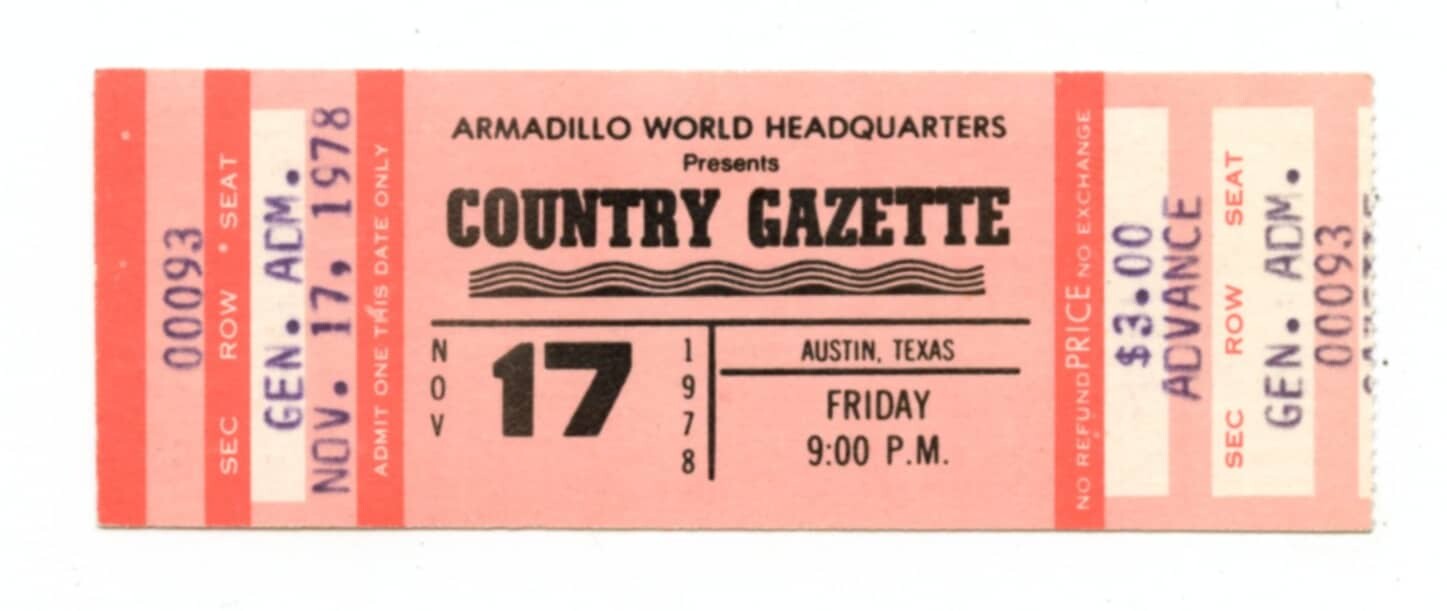 00093
SEC ROW SEAT
GEN. ADM.
NOV. 17, 1978
ADMIT ONE THIS DATE ONLY
ARMADILLO WORLD HEADQUARTERS
Presents
COUNTRY GAZETTE
NOV
17
1978
AUSTIN, TEXAS
FRIDAY
9:00 P.M.
NO REFUND PRICE NO EXCHANGE
$3.00
ADVANCE
SEC ROW SEAT
GEN. ADM.
00093